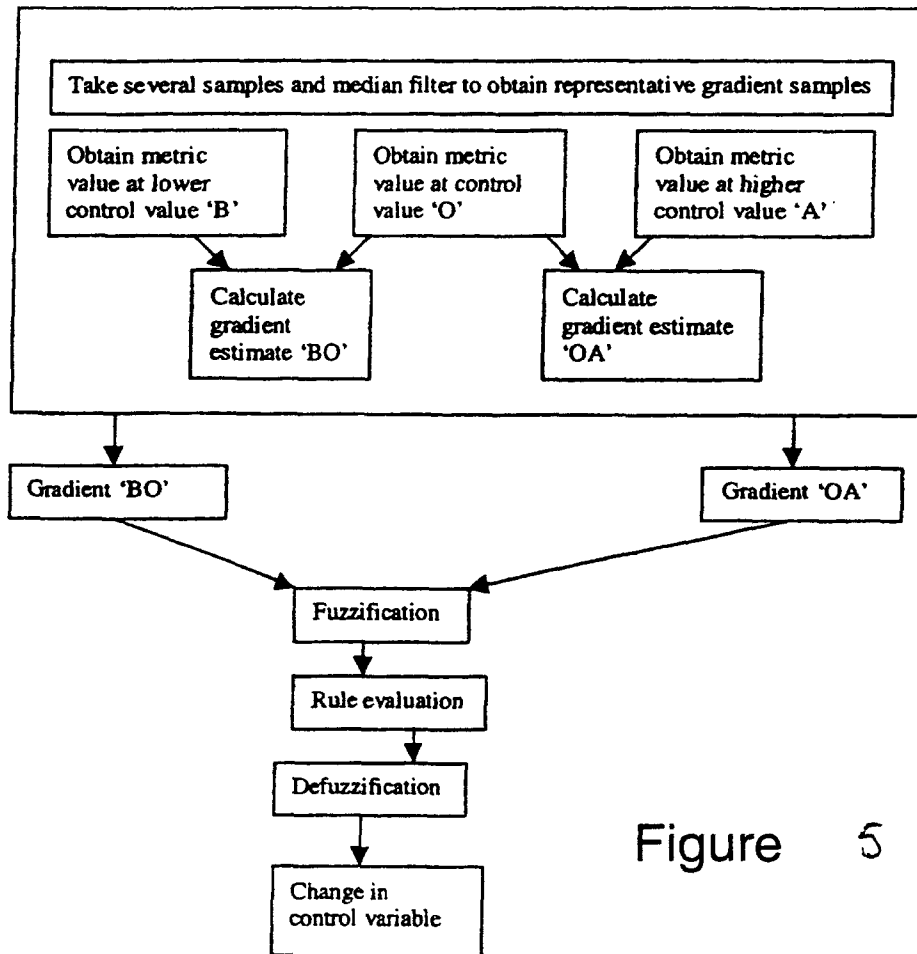 Take several samples and median filter to obtain representative gradient samples
Obtain metric
value at lower
control value ‘B’
Obtain metric
value at control
value ‘O’
Obtain metric
value at higher
control value ‘A’
Calculate
gradient
estimate ‘BO’
Calculate
gradient estimate
‘OA’
Gradient ‘BO’
Gradient ‘OA’
Fuzzification
Rule evaluation
Defuzzification
Change in
control variable
Figure 5